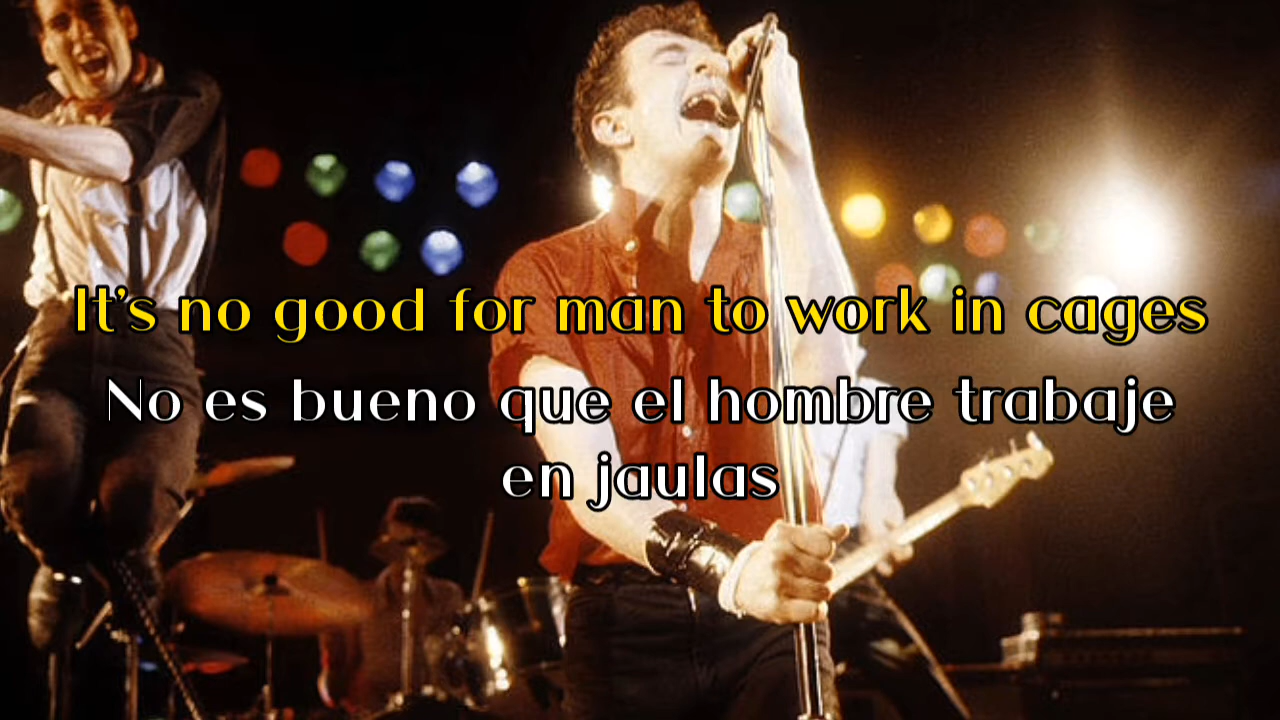 It's no good for man to work in cages
No es bueno que el hombre trabaje
en jaulas